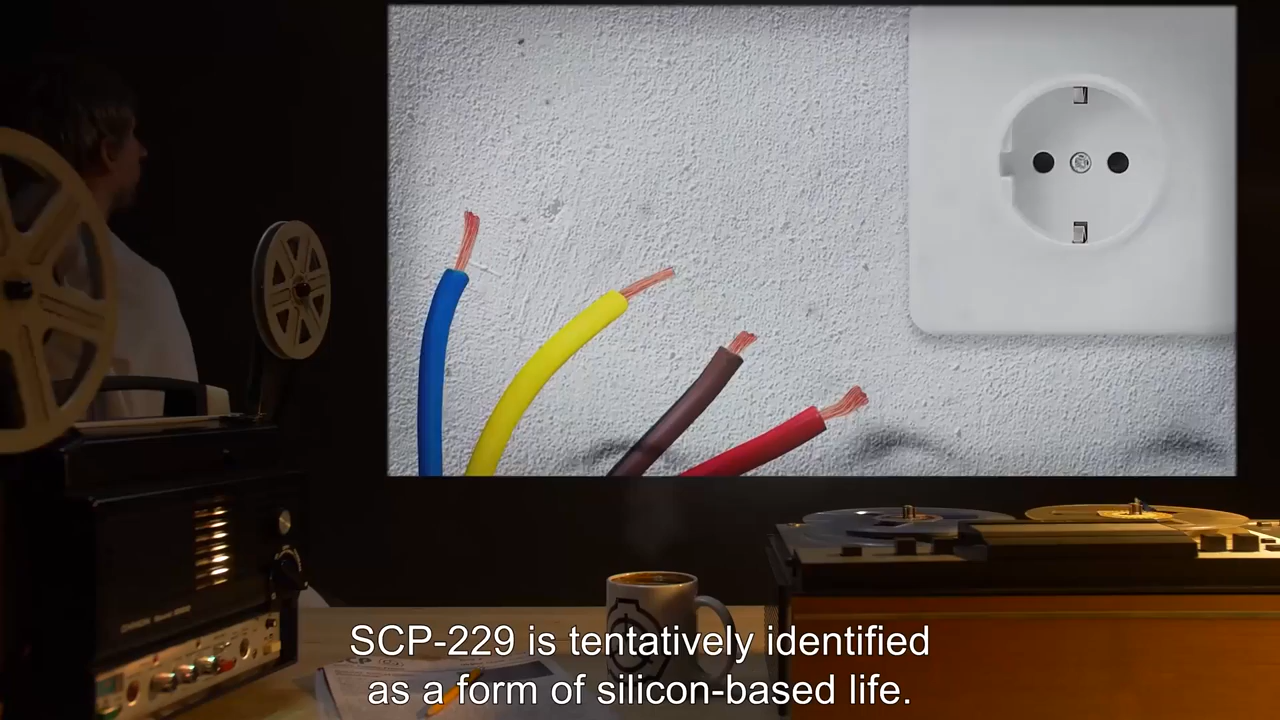 SCP-229 is tentatively identified
as a form of silicon-based life.